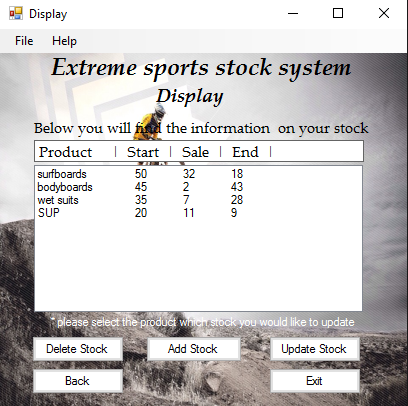 Display
File Help
Extreme sports stock system
Display
Below you will find the information on your stock
Product | Start | Sale | End |
surfboards 50 32 18
bodyboards 45 2 43
wet suits 35 7 28
SUP 20 11 9
* please select the product which stock you would like to update
Delete Stock Add Stock Update Stock
Back Exit